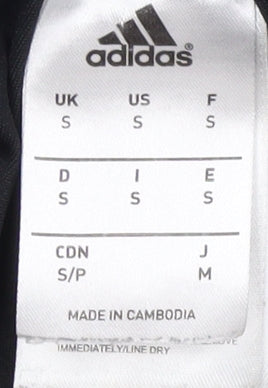 adidas®
UK US F
S S S
D I E
S S S
CDN J
S/P M
MADE IN CAMBODIA
IMMEDIATELY/LINE DRY